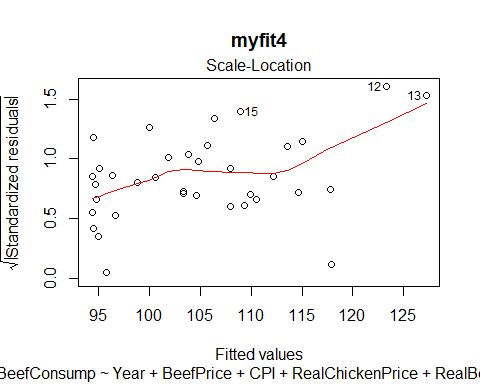 myfit4
Scale-Location
√|Standardized residuals|
0.0 0.5 1.0 1.5
12
13
15
95 100 105 110 115 120 125
Fitted values
BeefConsump ~ Year + BeefPrice + CPI + RealChickenPrice + RealBe